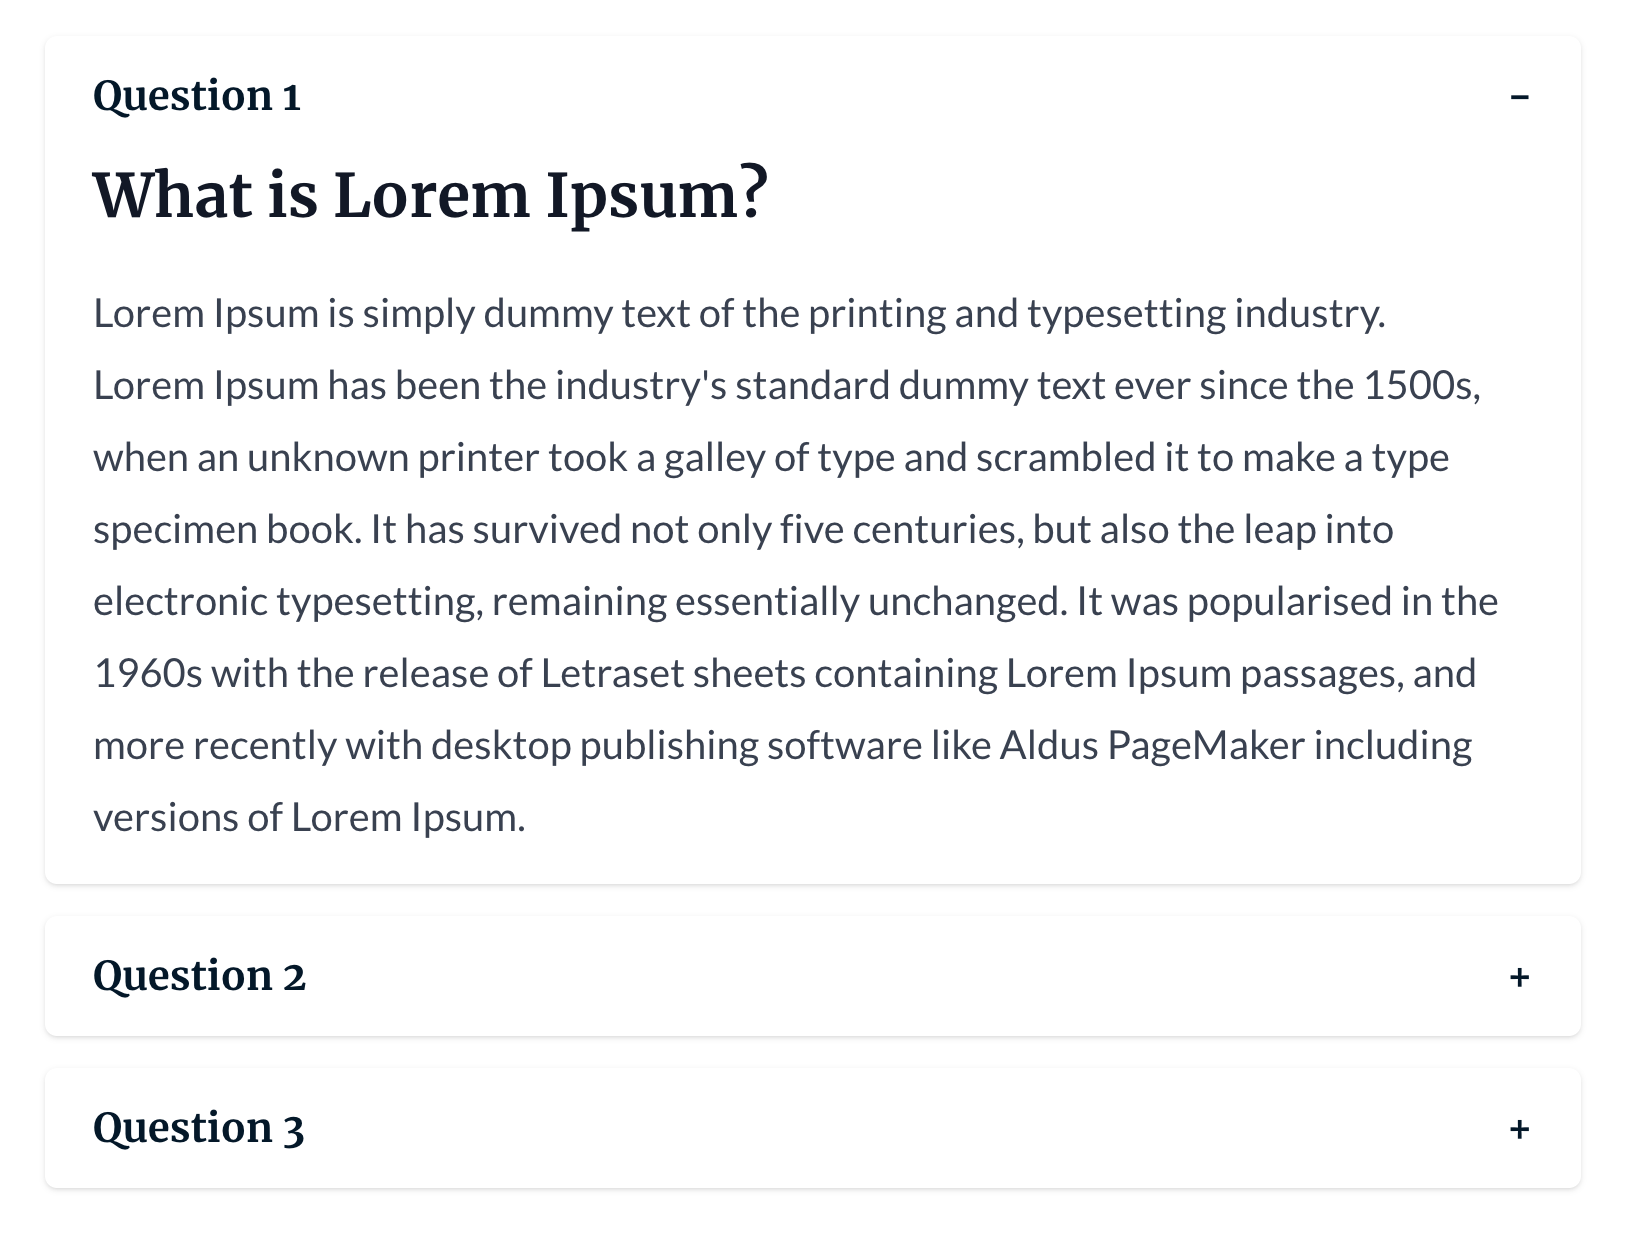 Question 1 –
What is Lorem Ipsum?
Lorem Ipsum is simply dummy text of the printing and typesetting industry.
Lorem Ipsum has been the industry's standard dummy text ever since the 1500s,
when an unknown printer took a galley of type and scrambled it to make a type
specimen book. It has survived not only five centuries, but also the leap into
electronic typesetting, remaining essentially unchanged. It was popularised in the
1960s with the release of Letraset sheets containing Lorem Ipsum passages, and
more recently with desktop publishing software like Aldus PageMaker including
versions of Lorem Ipsum.
Question 2 +
Question 3 +